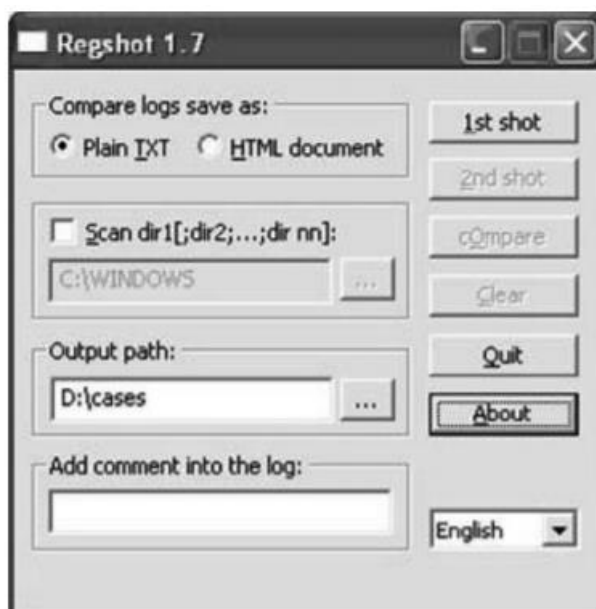 Regshot 1.7
Compare logs save as:
Plain TXT HTML document
Scan dir1[;dir2;...;dir nn]:
C:\WINDOWS ...
Output path:
D:\cases ...
Add comment into the log:
1st shot
2nd shot
cOmpare
Clear
Quit
About
English